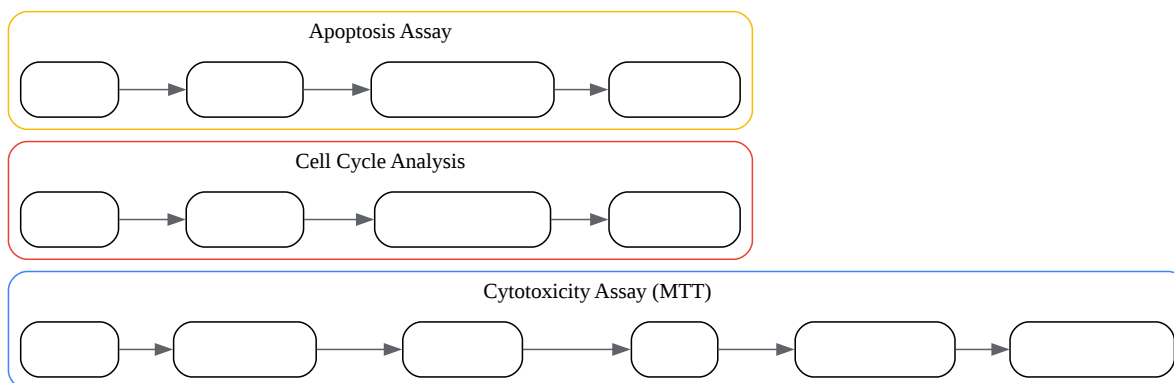 Apoptosis Assay
Cell Cycle Analysis
Cytotoxicity Assay (MTT)